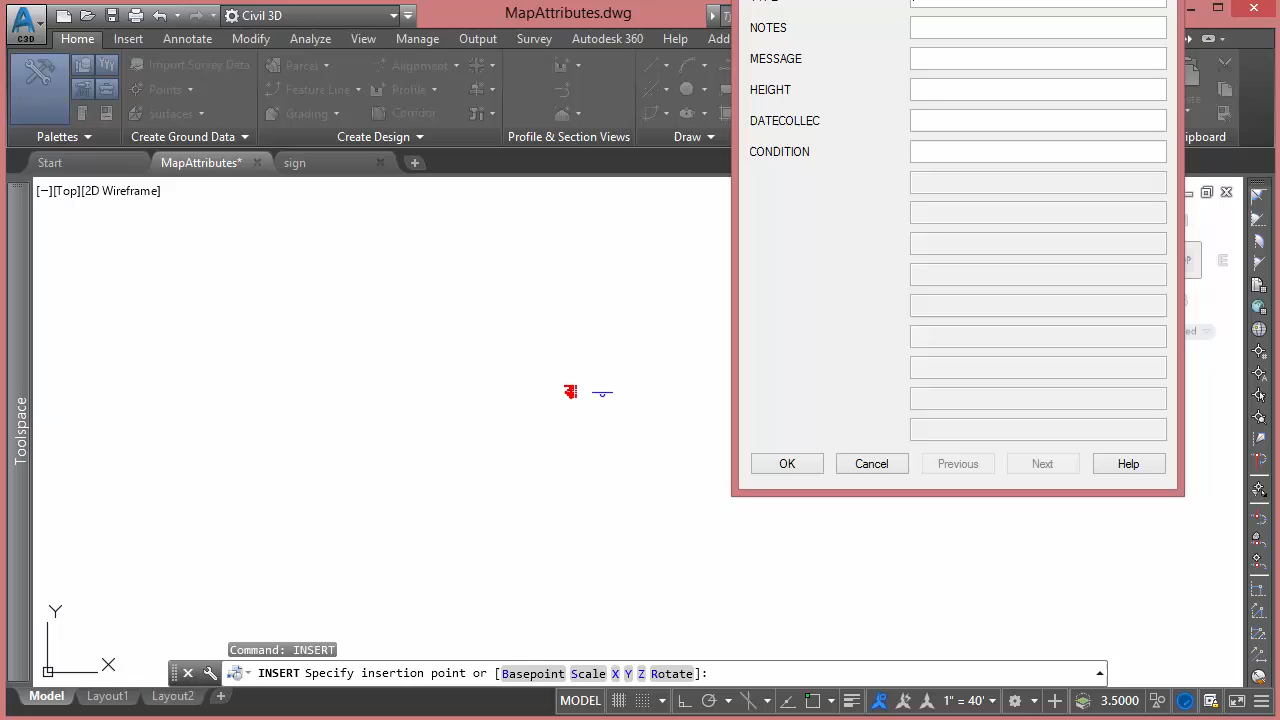 MapAttributes.dwg
C3D
Civil 3D
Home Insert Annotate Modify Analyze View Manage Output Survey Autodesk 360 Help Add
NOTES
MESSAGE
HEIGHT
DATECOLLEC
CONDITION
Import Survey Data
Points
Surfaces
Parcel
Feature Line
Grading
Alignment
Profile
Corridor
Palettes
Create Ground Data
Create Design
Profile & Section Views
Draw
lipboard
Start
MapAttributes*
sign
[−][Top][2D Wireframe]
E
ed
Toolspace
OK
Cancel
Previous
Next
Help
Y
X
Command: INSERT
INSERT Specify insertion point or [Basepoint Scale X Y Z Rotate]:
Model
Layout1
Layout2
MODEL
1" = 40'
3.5000